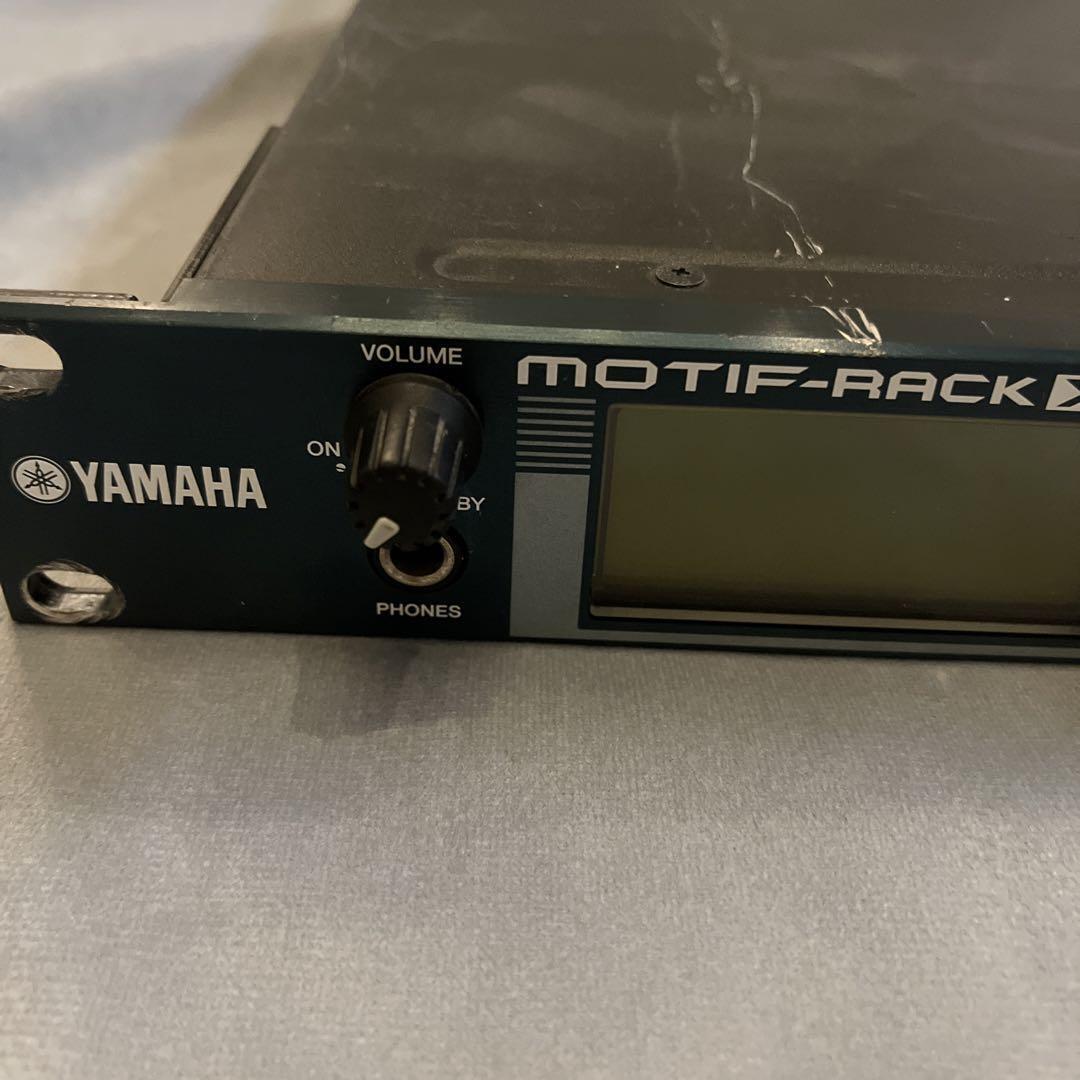 VOLUME
MOTIF-RACK
ON
YAMAHA
BY
PHONES